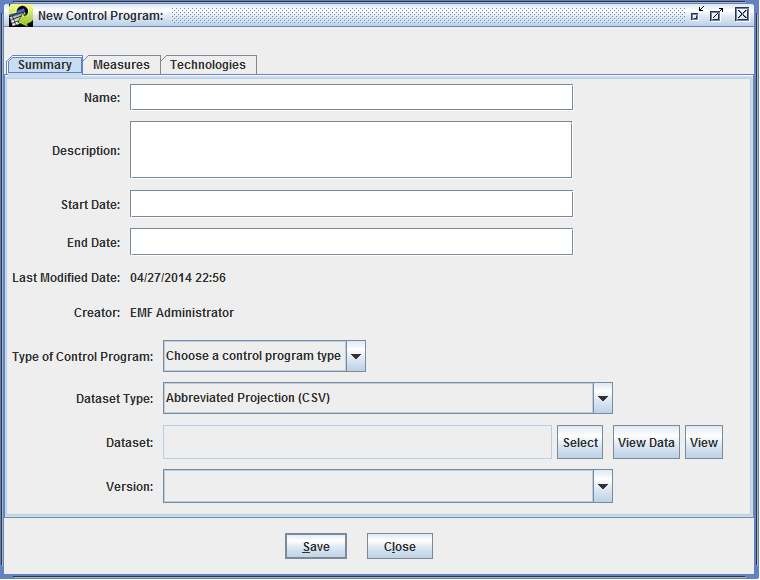 New Control Program:
Summary Measures Technologies
Name:
Description:
Start Date:
End Date:
Last Modified Date: 04/27/2014 22:56
Creator: EMF Administrator
Type of Control Program: Choose a control program type
Dataset Type: Abbreviated Projection (CSV)
Dataset: Select View Data View
Version:
Save Close